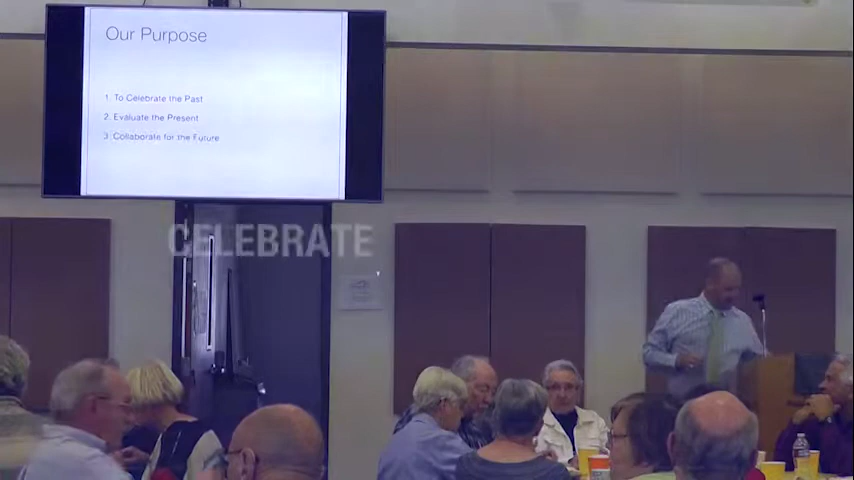 Our Purpose
1. To Celebrate the Past
2. Evaluate the Present
3. Collaborate for the Future
CELEBRATE